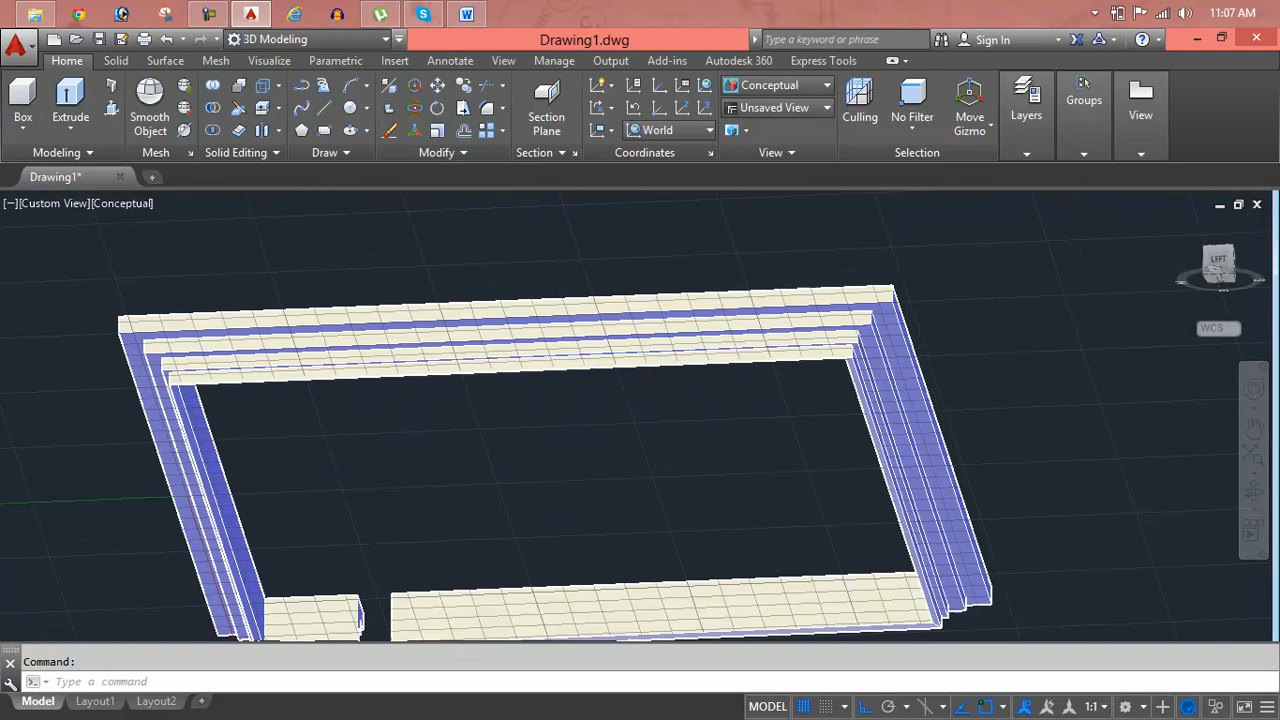 11:07 AM
3D Modeling
Drawing1.dwg
Type a keyword or phrase
Sign In
Home Solid Surface Mesh Visualize Parametric Insert Annotate View Manage Output Add-ins Autodesk 360 Express Tools
Box Extrude Smooth Object Section Plane Conceptual Unsaved View World Culling No Filter Move Gizmo Layers Groups View
Modeling Mesh Solid Editing Draw Modify Section Coordinates View Selection
Drawing1*
[−][Custom View][Conceptual]
LEFT
WCS
Command:
Type a command
Model Layout1 Layout2 + MODEL 1:1